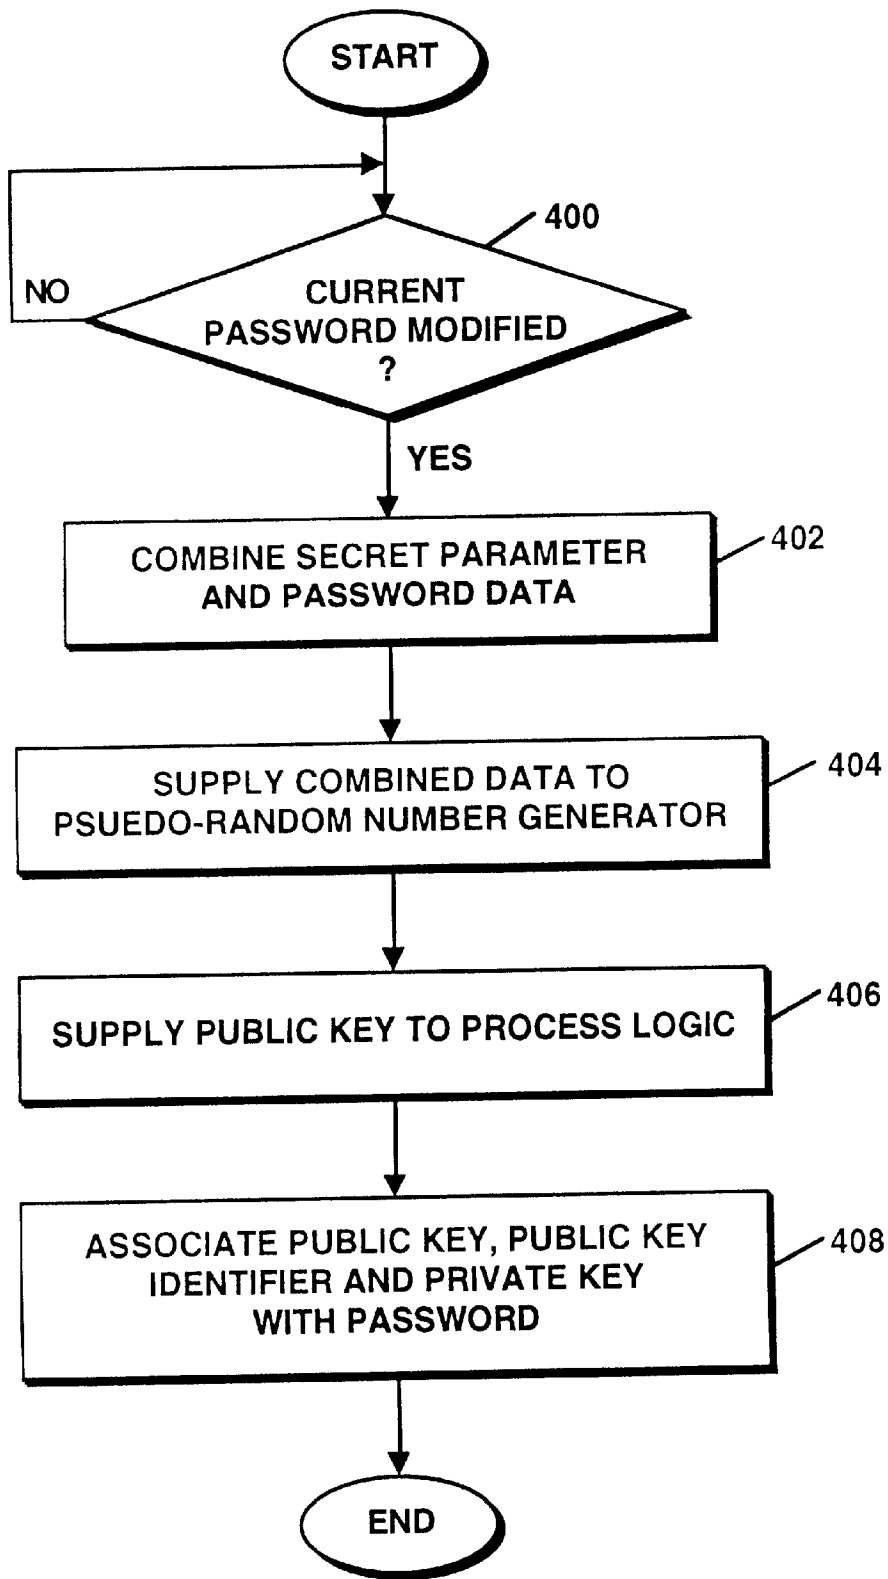 START
400
NO
CURRENT
PASSWORD MODIFIED
?
YES
COMBINE SECRET PARAMETER
AND PASSWORD DATA
402
SUPPLY COMBINED DATA TO
PSUEDO-RANDOM NUMBER GENERATOR
404
SUPPLY PUBLIC KEY TO PROCESS LOGIC
406
ASSOCIATE PUBLIC KEY, PUBLIC KEY
IDENTIFIER AND PRIVATE KEY
WITH PASSWORD
408
END